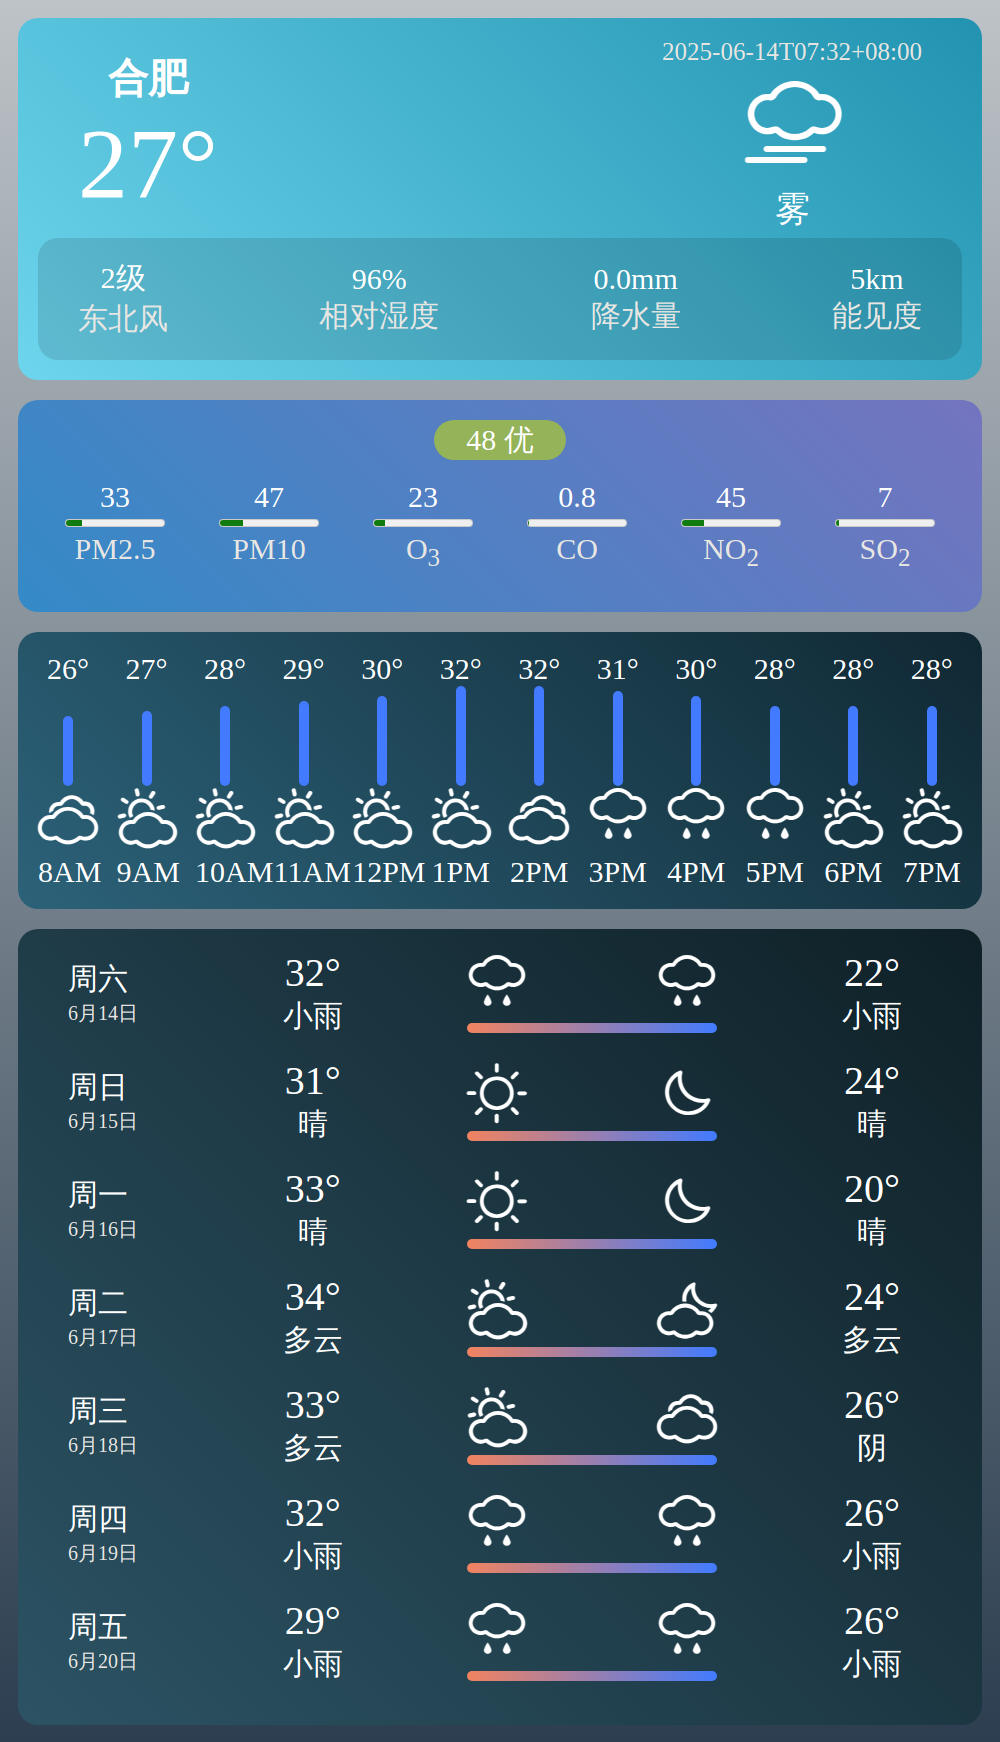 合肥
27°
2025-06-14T07:32+08:00
雾
2级 96% 0.0mm 5km
东北风 相对湿度 降水量 能见度
48 优
33 47 23 0.8 45 7
PM2.5 PM10 O3 CO NO2 SO2
26° 27° 28° 29° 30° 32° 32° 31° 30° 28° 28° 28°
8AM 9AM 10AM 11AM 12PM 1PM 2PM 3PM 4PM 5PM 6PM 7PM
周六 32° 22°
6月14日 小雨 小雨
周日 31° 24°
6月15日 晴 晴
周一 33° 20°
6月16日 晴 晴
周二 34° 24°
6月17日 多云 多云
周三 33° 26°
6月18日 多云 阴
周四 32° 26°
6月19日 小雨 小雨
周五 29° 26°
6月20日 小雨 小雨